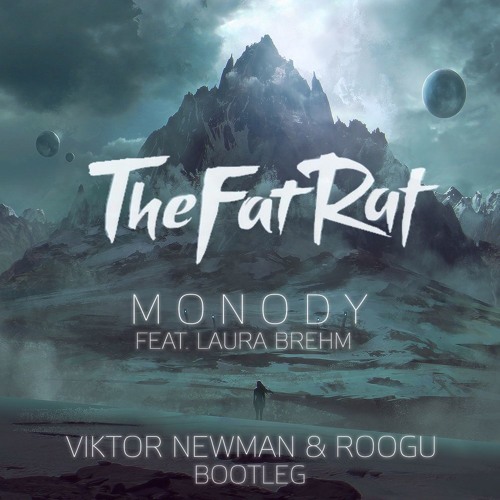 TheFatRat
MONODY
FEAT. LAURA BREHM
VIKTOR NEWMAN & ROOGU
BOOTLEG